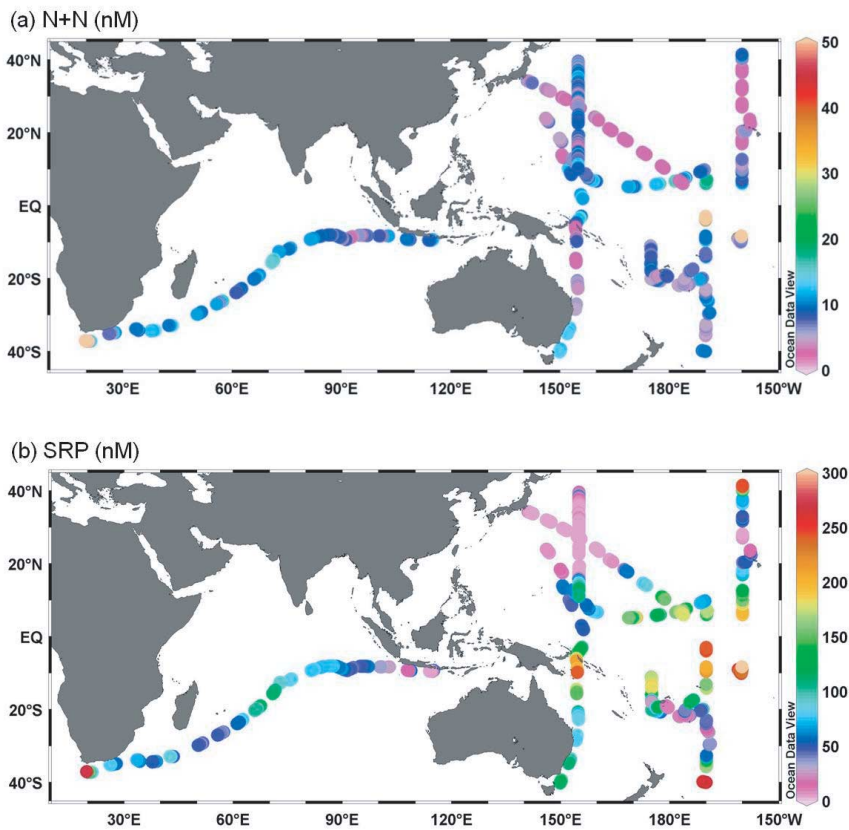 (a) N+N (nM)
40°N
20°N
EQ
20°S
40°S
30°E
60°E
90°E
120°E
150°E
180°E
150°W
Ocean Data View
50
40
30
20
10
0
(b) SRP (nM)
40°N
20°N
EQ
20°S
40°S
30°E
60°E
90°E
120°E
150°E
180°E
150°W
Ocean Data View
300
250
200
150
100
50
0